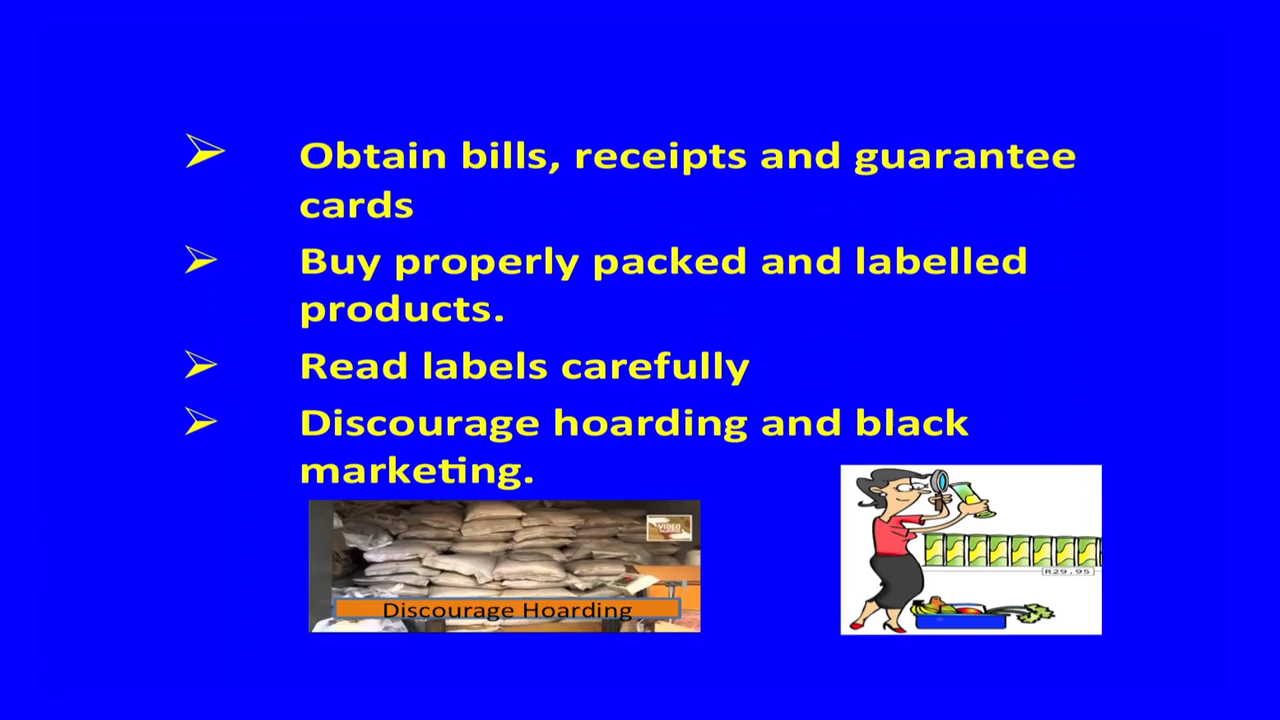 Obtain bills, receipts and guarantee
cards
Buy properly packed and labelled
products.
Read labels carefully
Discourage hoarding and black
marketing.
VIDEO
Discourage Hoarding
R29.95